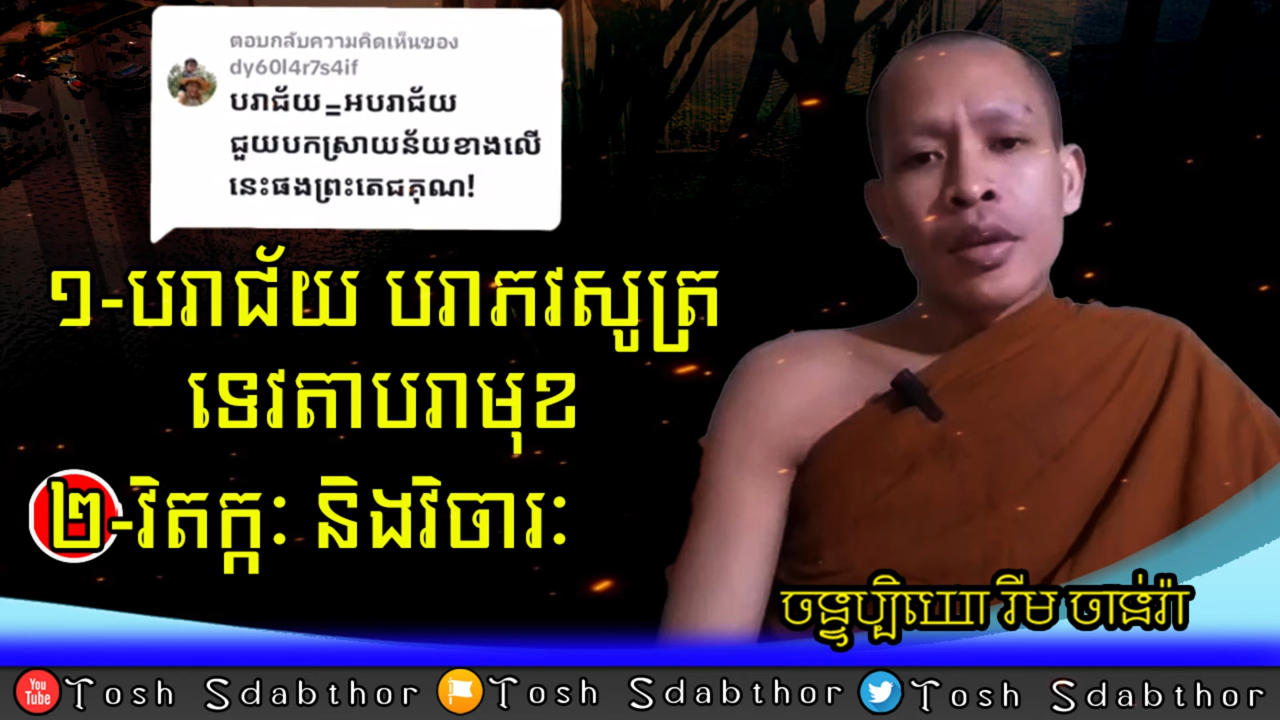 ตอบกลับความคิดเห็นของ
dy60l4r7s4if
បរាជ័យ=អបរាជ័យ
ជួយបកស្រាយន័យខាងលើ
នេះផងព្រះតេជគុណ!
១-បរាជ័យ បរាភវសូត្រ
ទេវតាបរាមុខ
២-វិតក្កៈ និងវិចារៈ
ចន្ទប្បិយោ រីម ចាន់រ៉ា
You Tube Tosh Sdabthor Tosh Sdabthor Tosh Sdabthor